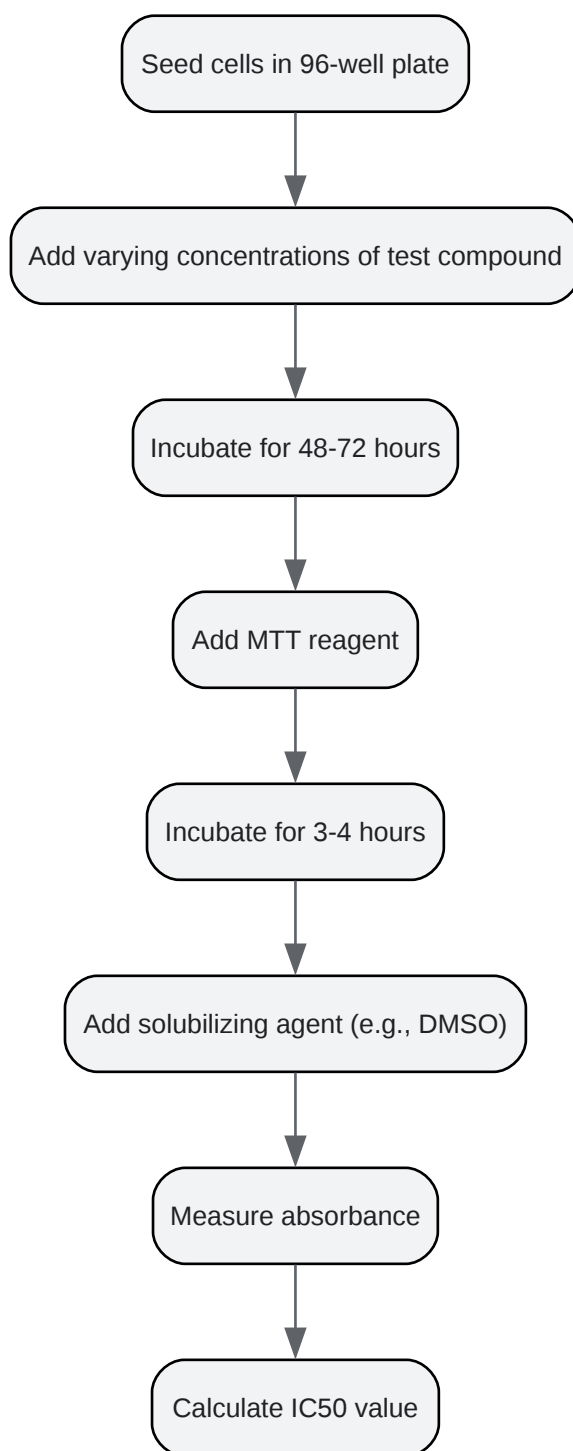 Seed cells in 96-well plate
Add varying concentrations of test compound
Incubate for 48-72 hours
Add MTT reagent
Incubate for 3-4 hours
Add solubilizing agent (e.g., DMSO)
Measure absorbance
Calculate IC50 value